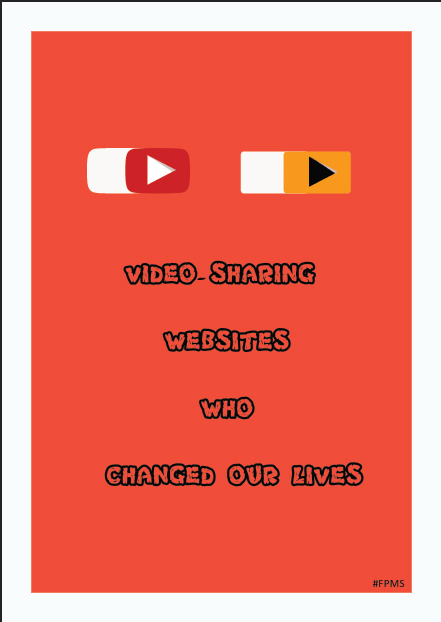 VIDEO-SHARING
WEBSITES
WHO
CHANGED OUR LIVES
#FPMS